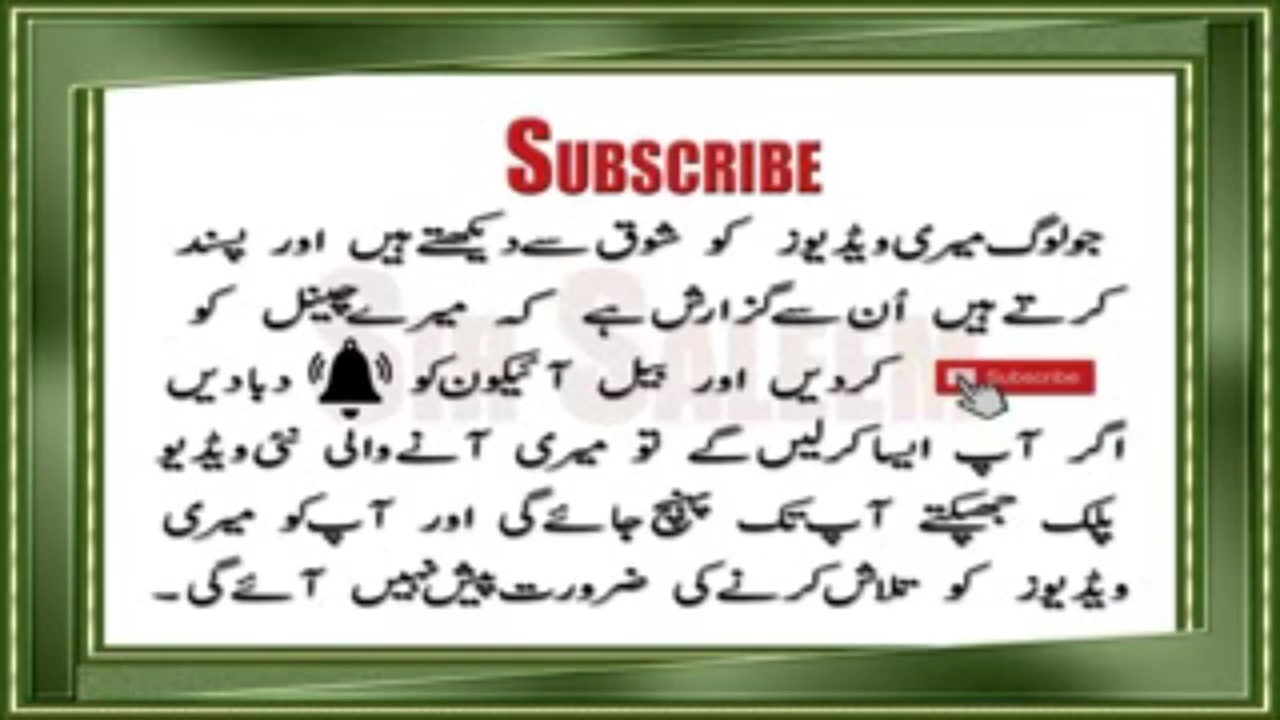 SUBSCRIBE
جولوگ میری ویڈیوز کو شوق سے دیکھتے ہیں اور پسند
کرتے ہیں اُن سے گزارش ہے کہ میرے چینل کو
Subscribe کردیں اور بیل آئیکون کو دبا دیں
اگر آپ ایسا کرلیں گے تو میری آنے والی نئی ویڈیو
پلک جھپکتے آپ تک پہنچ جائے گی اور آپ کو میری
ویڈیوز کو تلاش کرنے کی ضرورت پیش نہیں آئے گی۔
SIR SALEEM